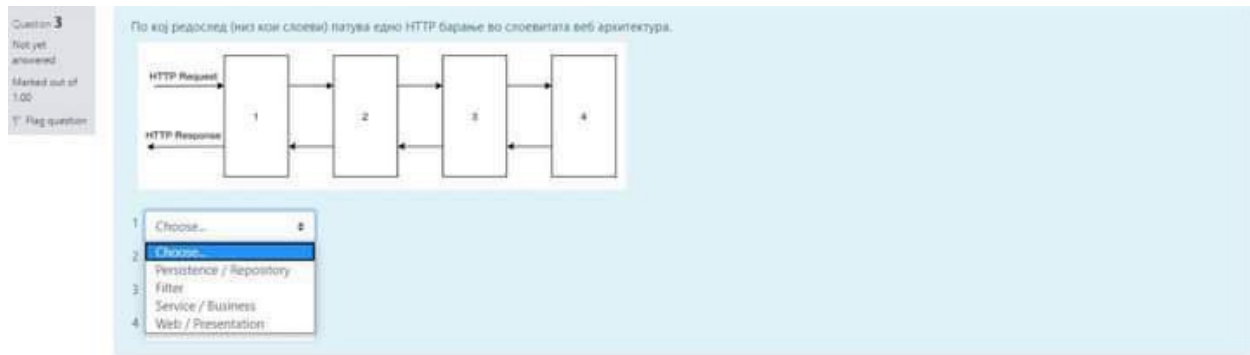 Question 3
Not yet
answered
Marked out of
1.00
Flag question
По кој редослед (низ кои слоеви) патува едно HTTP барање во слоевитата веб архитектура.
HTTP Request
HTTP Response
1
2
3
4
1 Choose...
Choose...
2
Persistence / Repository
3 Filter
Service / Business
4 Web / Presentation